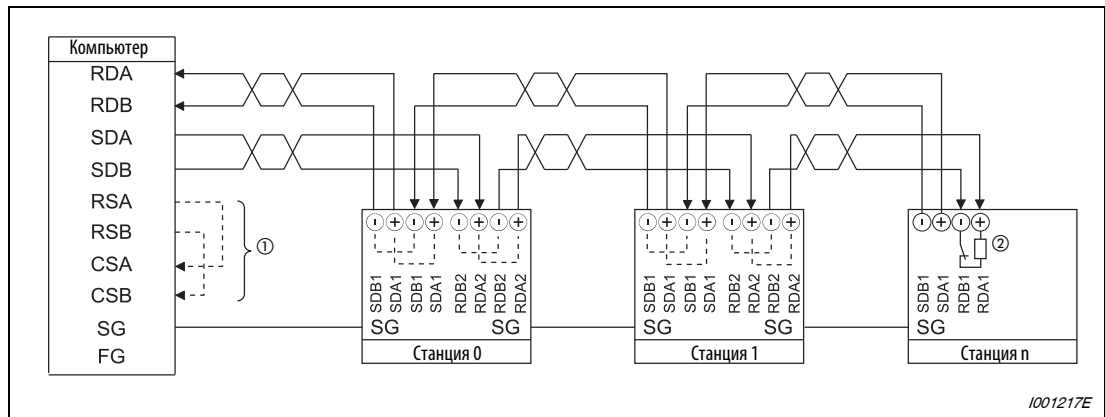 Компьютер
RDA
RDB
SDA
SDB
RSA
RSB
CSA
CSB
SG
FG
①
- + - + - + - +
SDB1
SDA1
SDB1
SDA1
RDB2
RDA2
RDB2
RDA2
SG SG
Станция 0
- + - + - + - +
SDB1
SDA1
SDB1
SDA1
RDB2
RDA2
RDB2
RDA2
SG SG
Станция 1
- + - +
②
SDB1
SDA1
RDB1
RDA1
SG
Станция n
I001217E